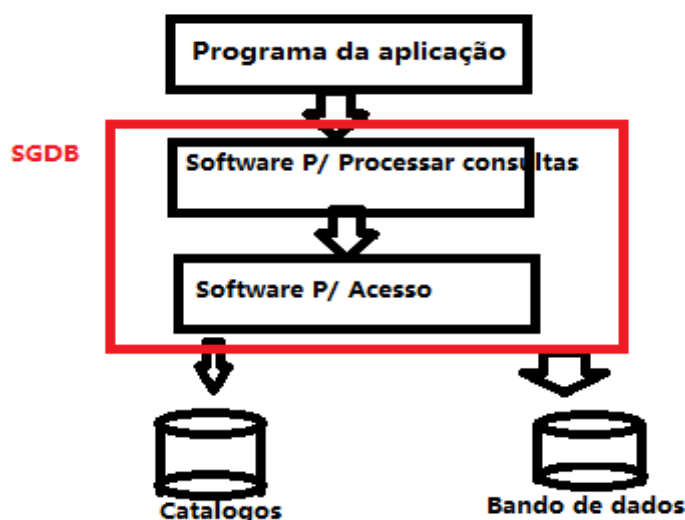 Programa da aplicação
SGDB
Software P/ Processar consultas
Software P/ Acesso
Catalogos
Bando de dados